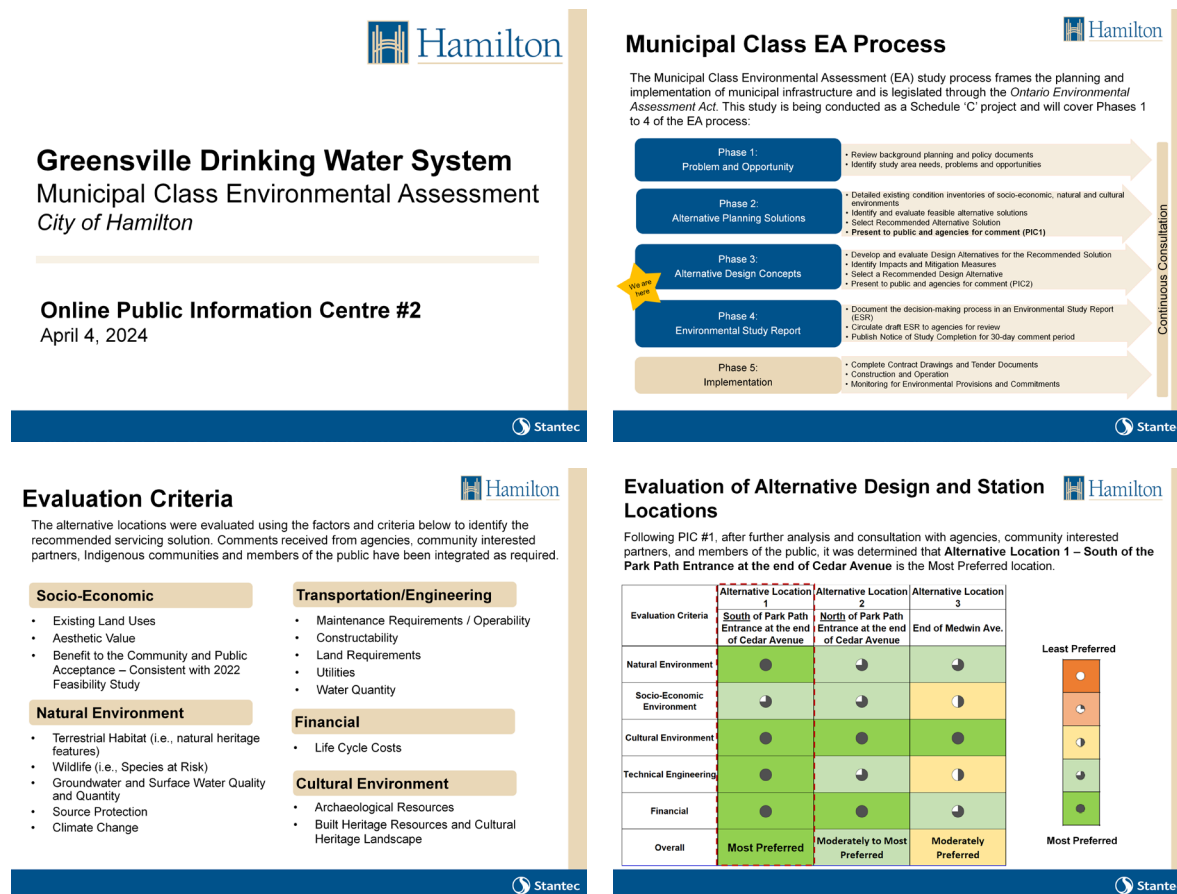 Hamilton
Greensville Drinking Water System
Municipal Class Environmental Assessment
City of Hamilton
Online Public Information Centre #2
April 4, 2024
Stantec
Municipal Class EA Process
Hamilton
The Municipal Class Environmental Assessment (EA) study process frames the planning and
implementation of municipal infrastructure and is legislated through the Ontario Environmental
Assessment Act. This study is being conducted as a Schedule ‘C’ project and will cover Phases 1
to 4 of the EA process:
Phase 1:
Problem and Opportunity
• Review background planning and policy documents
• Identify study area needs, problems and opportunities
Phase 2:
Alternative Planning Solutions
• Detailed existing condition inventories of socio-economic, natural and cultural
environments
• Identify and evaluate feasible alternative solutions
• Select Recommended Alternative Solution
• Present to public and agencies for comment (PIC1)
Phase 3:
Alternative Design Concepts
• Develop and evaluate Design Alternatives for the Recommended Solution
• Identify Impacts and Mitigation Measures
• Select a Recommended Design Alternative
• Present to public and agencies for comment (PIC2)
We are
here
Phase 4:
Environmental Study Report
• Document the decision-making process in an Environmental Study Report
(ESR)
• Circulate draft ESR to agencies for review
• Publish Notice of Study Completion for 30-day comment period
Phase 5:
Implementation
• Complete Contract Drawings and Tender Documents
• Construction and Operation
• Monitoring for Environmental Provisions and Commitments
Continuous Consultation
Stante
Evaluation Criteria
Hamilton
The alternative locations were evaluated using the factors and criteria below to identify the
recommended servicing solution. Comments received from agencies, community interested
partners, Indigenous communities and members of the public have been integrated as required.
Socio-Economic
• Existing Land Uses
• Aesthetic Value
• Benefit to the Community and Public
Acceptance – Consistent with 2022
Feasibility Study
Natural Environment
• Terrestrial Habitat (i.e., natural heritage
features)
• Wildlife (i.e., Species at Risk)
• Groundwater and Surface Water Quality
and Quantity
• Source Protection
• Climate Change
Transportation/Engineering
• Maintenance Requirements / Operability
• Constructability
• Land Requirements
• Utilities
• Water Quantity
Financial
• Life Cycle Costs
Cultural Environment
• Archaeological Resources
• Built Heritage Resources and Cultural
Heritage Landscape
Stantec
Evaluation of Alternative Design and Station
Locations
Hamilton
Following PIC #1, after further analysis and consultation with agencies, community interested
partners, and members of the public, it was determined that Alternative Location 1 – South of the
Park Path Entrance at the end of Cedar Avenue is the Most Preferred location.
Evaluation Criteria
Alternative Location
1
South of Park Path
Entrance at the end
of Cedar Avenue
Alternative Location
2
North of Park Path
Entrance at the end
of Cedar Avenue
Alternative Location
3
End of Medwin Ave.
Natural Environment
Socio-Economic
Environment
Cultural Environment
Technical Engineering
Financial
Overall
Most Preferred
Moderately to Most
Preferred
Moderately
Preferred
Least Preferred
Most Preferred
Stante